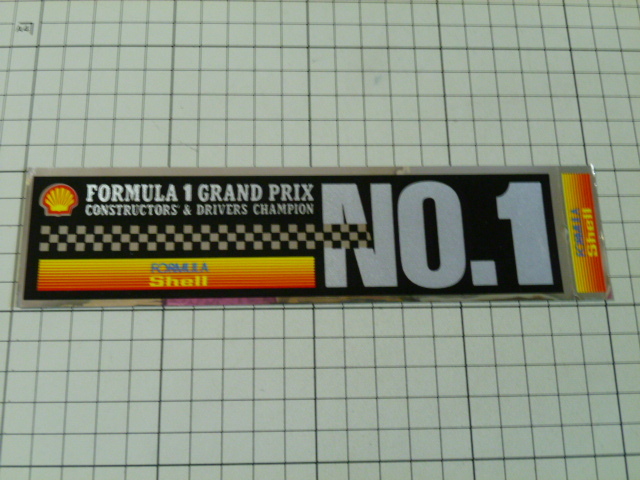 FORMULA 1 GRAND PRIX
CONSTRUCTORS' & DRIVERS CHAMPION
NO.1
FORMULA
Shell
FORMULA
Shell